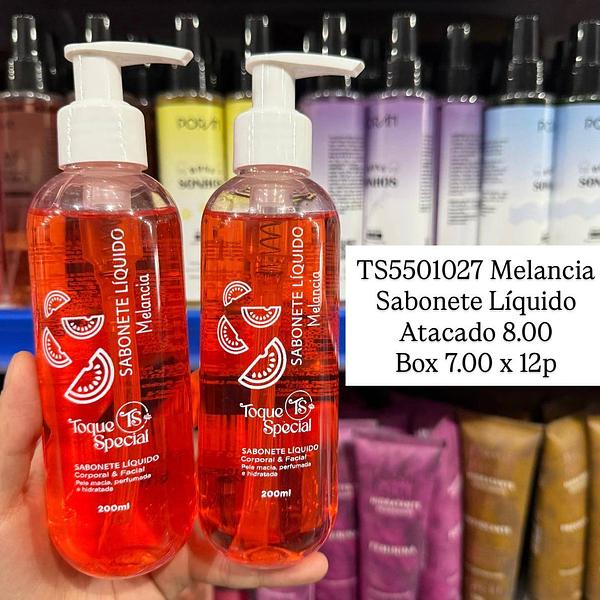 SABONETE LÍQUIDO
Melancia
Toque TS
Special
SABONETE LÍQUIDO
Corporal & Facial
Pele macia, perfumada
e hidratada
200ml
SABONETE LÍQUIDO
Melancia
Toque TS
Special
SABONETE LÍQUIDO
Corporal & Facial
Pele macia, perfumada
e hidratada
200ml
TS5501027 Melancia
Sabonete Líquido
Atacado 8.00
Box 7.00 x 12p
SONHOS